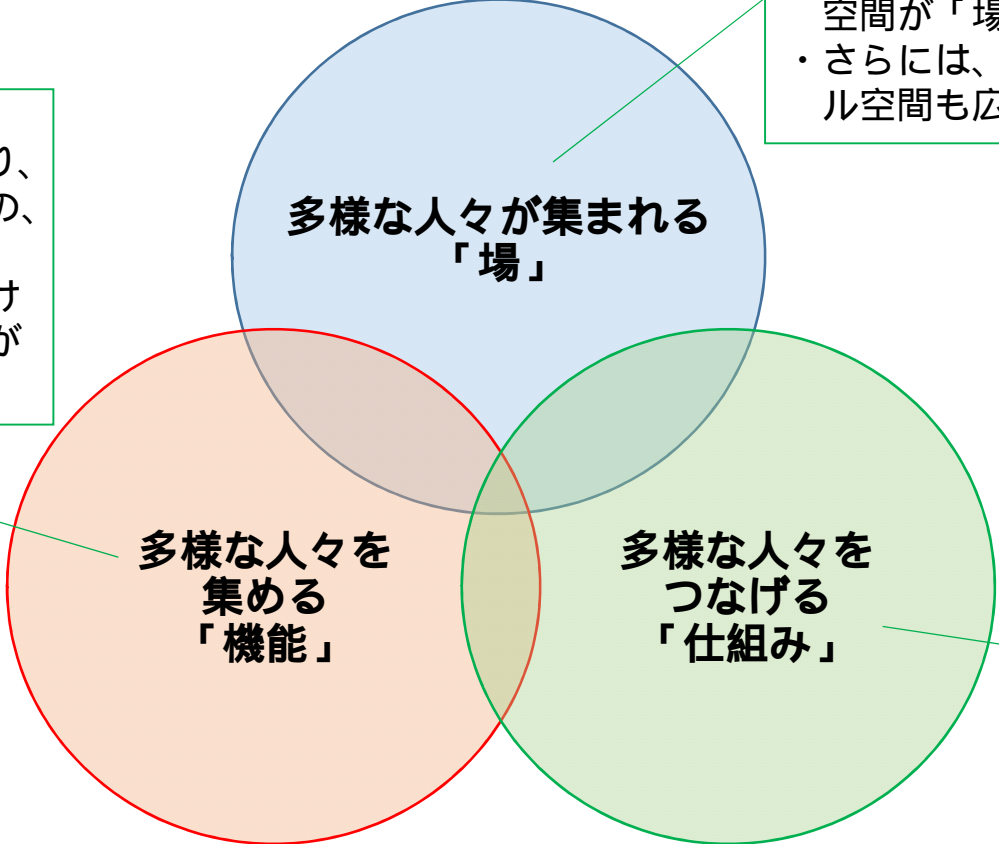 空間が「場
・さらには、
ル空間も広
り、
の、
け
が
多様な人々が集まれる
「場」
多様な人々を
集める
「機能」
多様な人々を
つなげる
「仕組み」